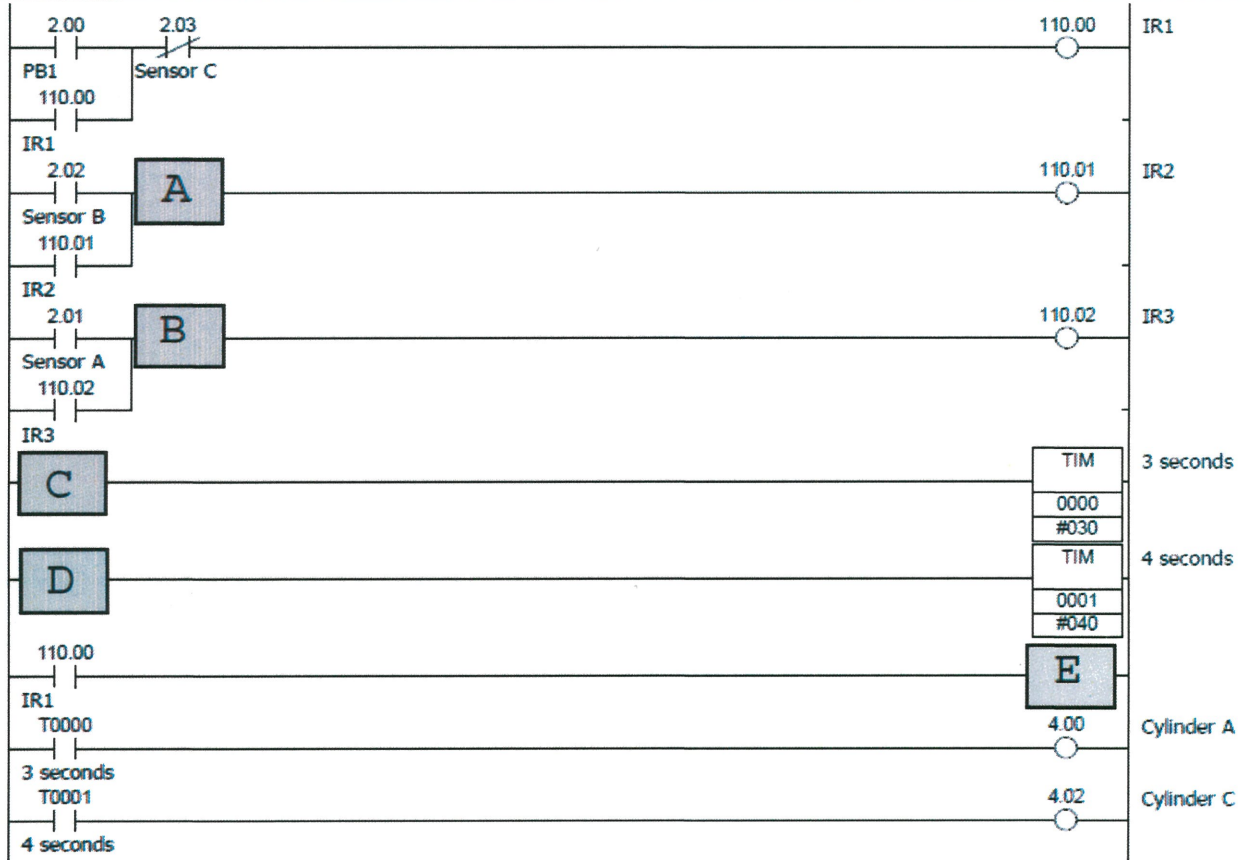 2.00 2.03 110.00 IR1
PB1 Sensor C
110.00
IR1
2.02 A 110.01 IR2
Sensor B
110.01
IR2
2.01 B 110.02 IR3
Sensor A
110.02
IR3
C TIM 3 seconds
0000
#030
D TIM 4 seconds
0001
#040
110.00 E
IR1
T0000 4.00 Cylinder A
3 seconds
T0001 4.02 Cylinder C
4 seconds